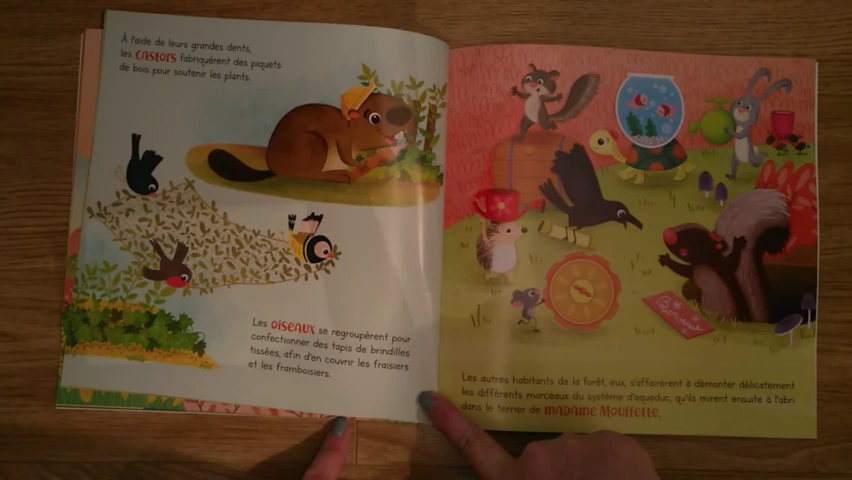 À l'aide de leurs grandes dents,
les castors fabriquèrent des piquets
de bois pour soutenir les plants.
Les oiseaux se regroupèrent pour
confectionner des tapis de brindilles
tissées, afin d'en couvrir les fraisiers
et les framboisiers.
Bienvenue
Les autres habitants de la forêt, eux, s'affairèrent à démonter délicatement
les différents morceaux du système d'aqueduc, qu'ils mirent ensuite à l'abri
dans le terrier de madame Mouffette.